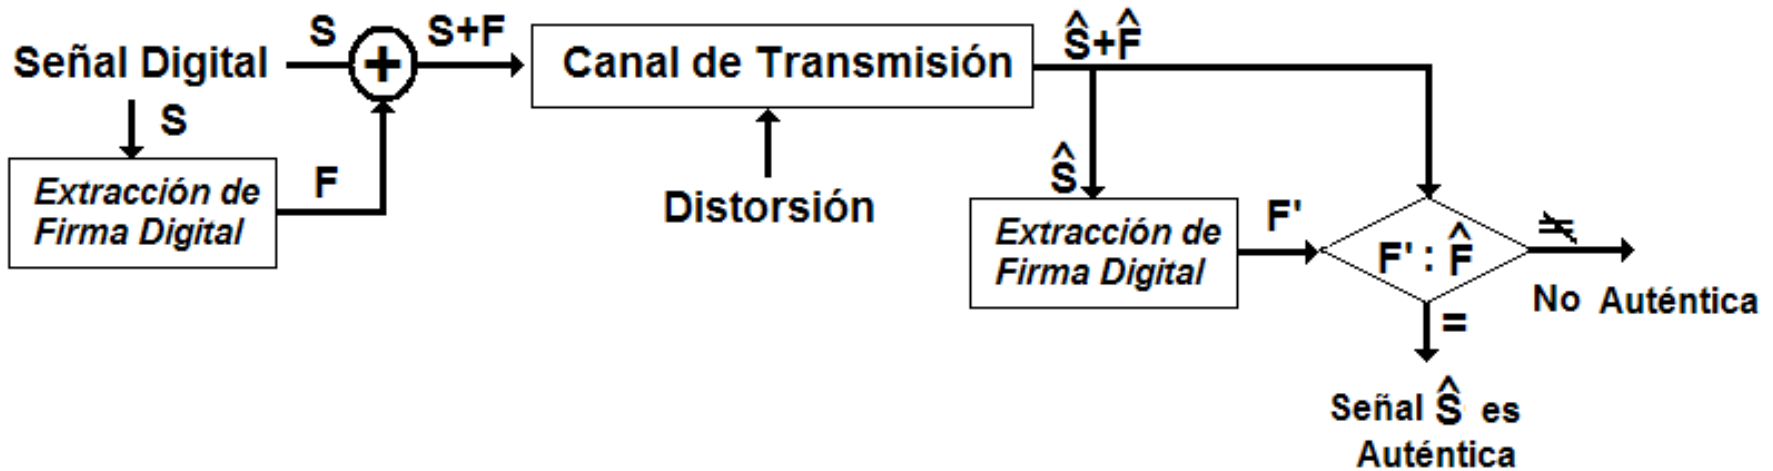 Señal Digital
S
S
+
S+F
Extracción de
Firma Digital
F
Canal de Transmisión
Distorsión
Ŝ+F̂
Ŝ
Extracción de
Firma Digital
F'
F' : F̂
≠
No Auténtica
=
Señal Ŝ es
Auténtica